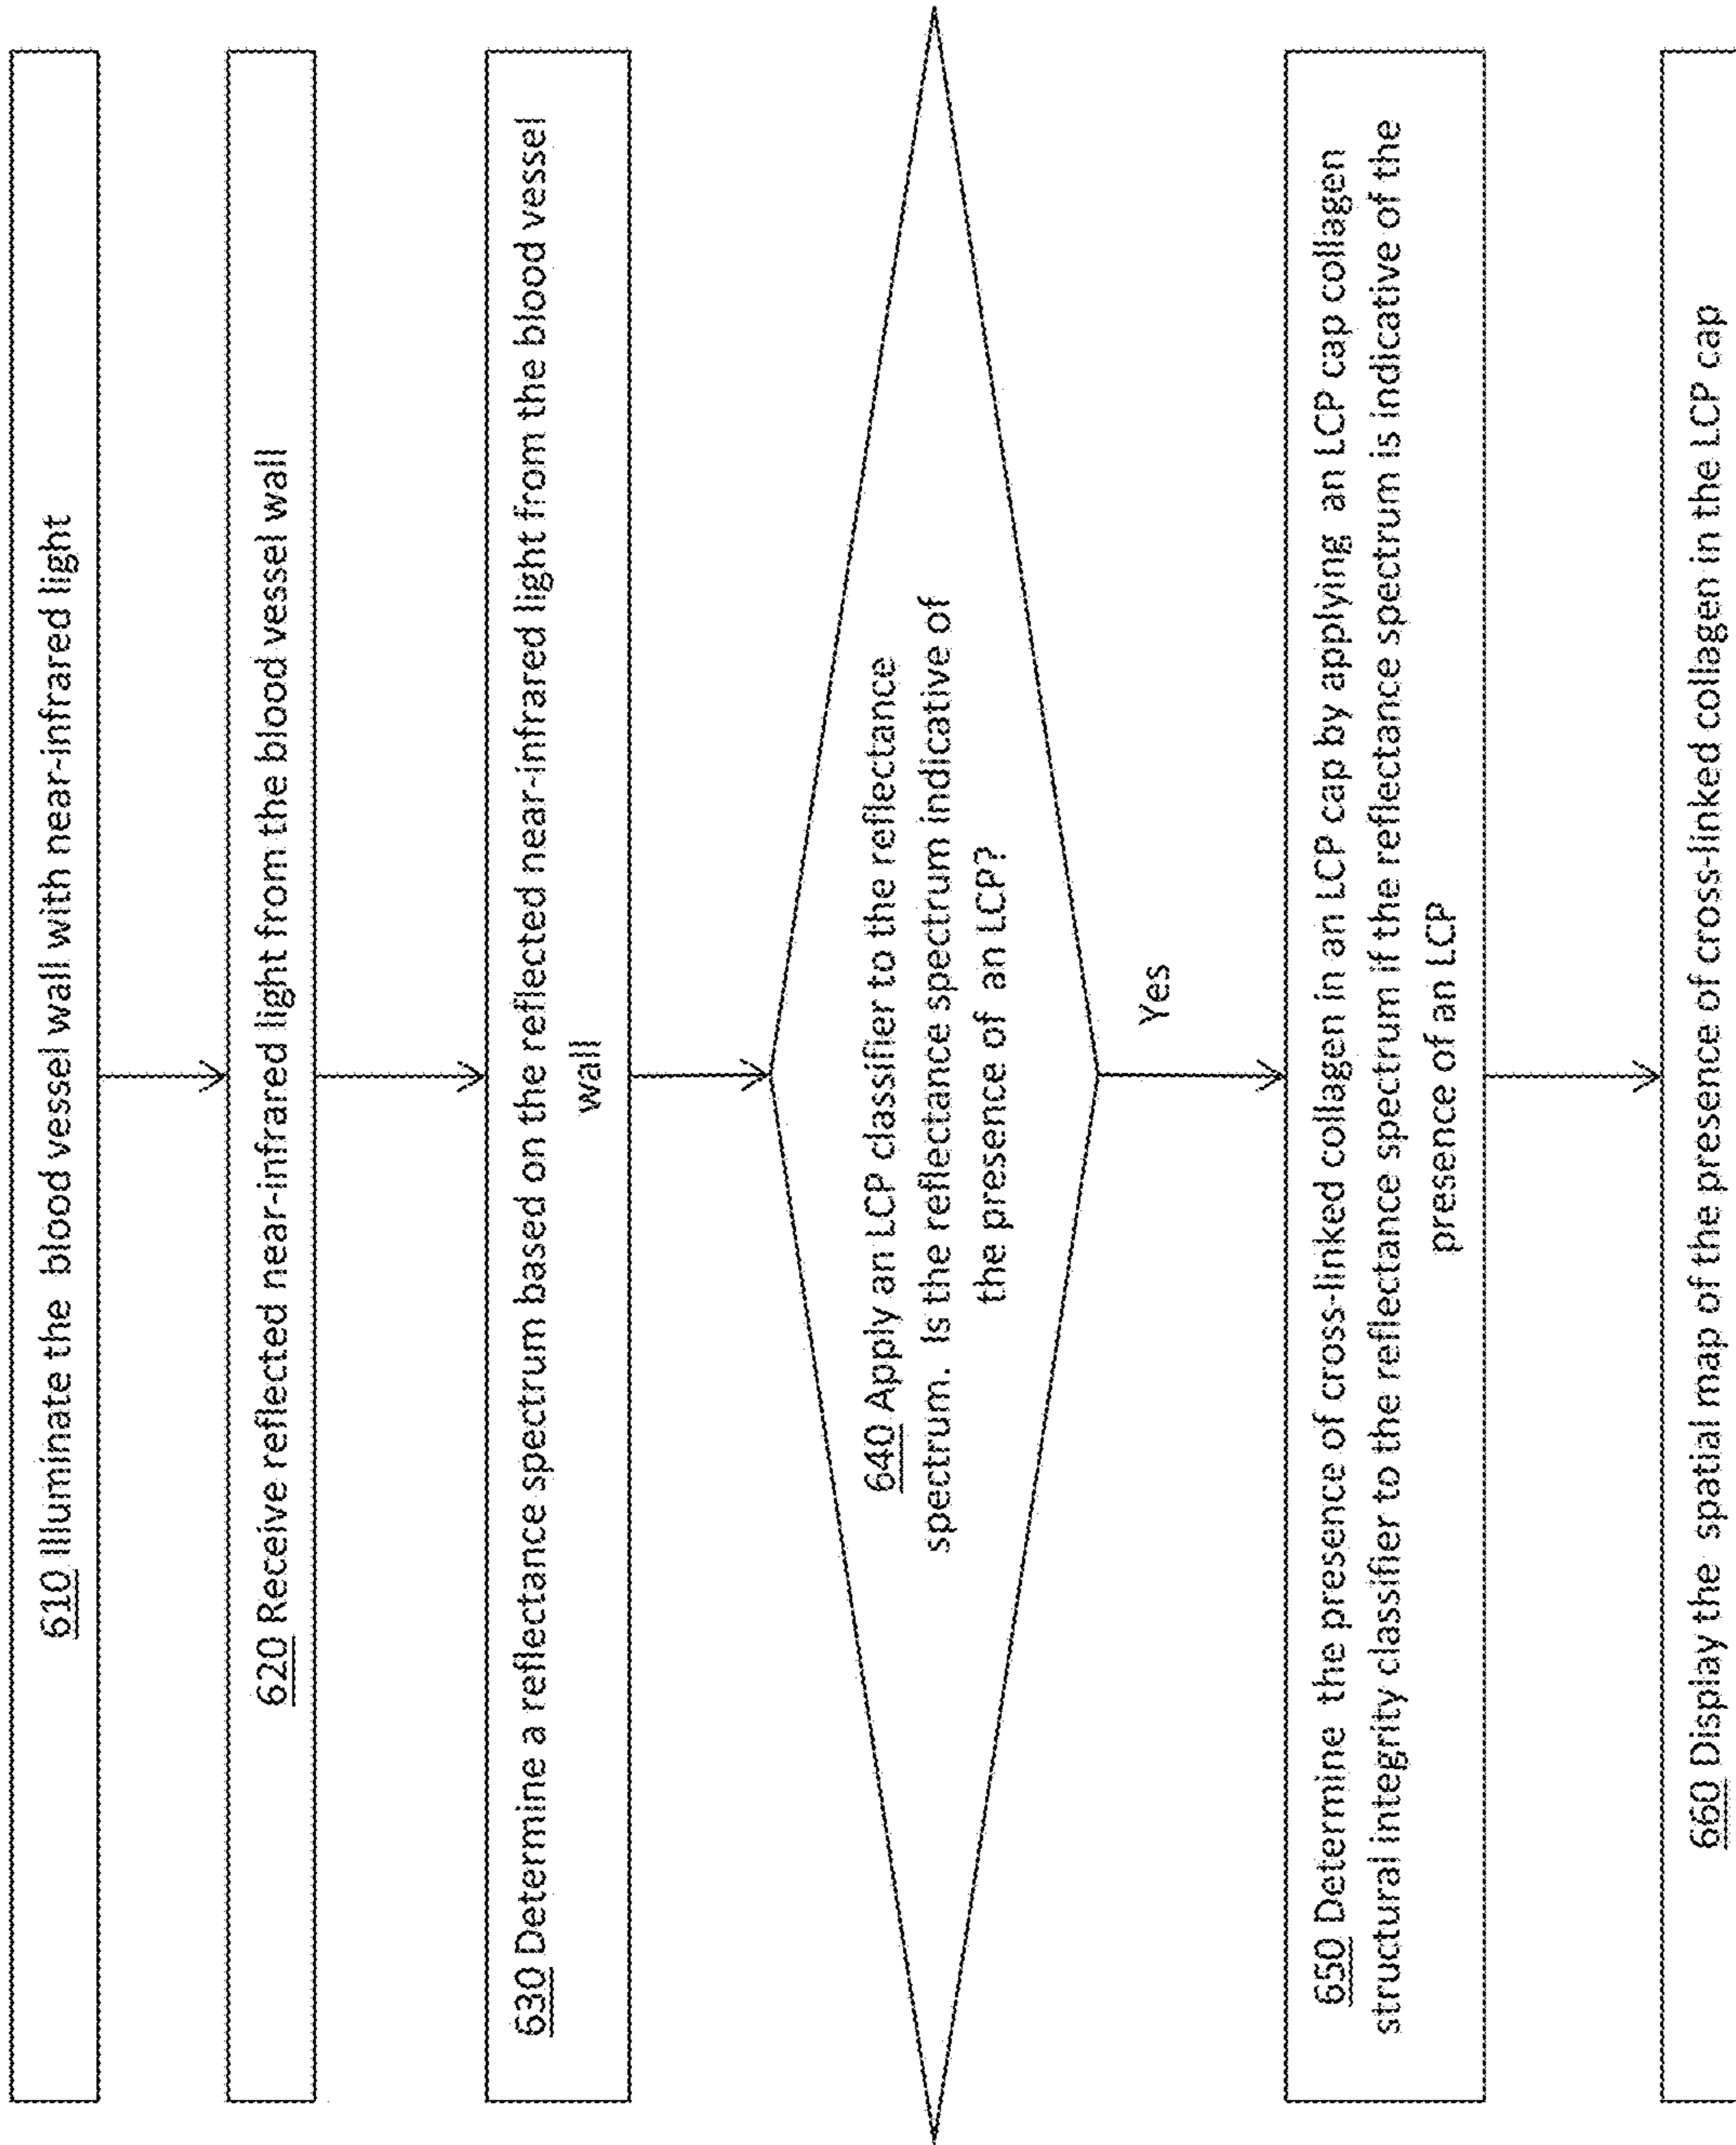 610 Illuminate the blood vessel wall with near-infrared light
620 Receive reflected near-infrared light from the blood vessel wall
630 Determine a reflectance spectrum based on the reflected near-infrared light from the blood vessel
wall
640 Apply an LCP classifier to the reflectance
spectrum. Is the reflectance spectrum indicative of
the presence of an LCP?
Yes
650 Determine the presence of cross-linked collagen in an LCP cap by applying an LCP cap collagen
structural integrity classifier to the reflectance spectrum if the reflectance spectrum is indicative of the
presence of an LCP
660 Display the spatial map of the presence of cross-linked collagen in the LCP cap